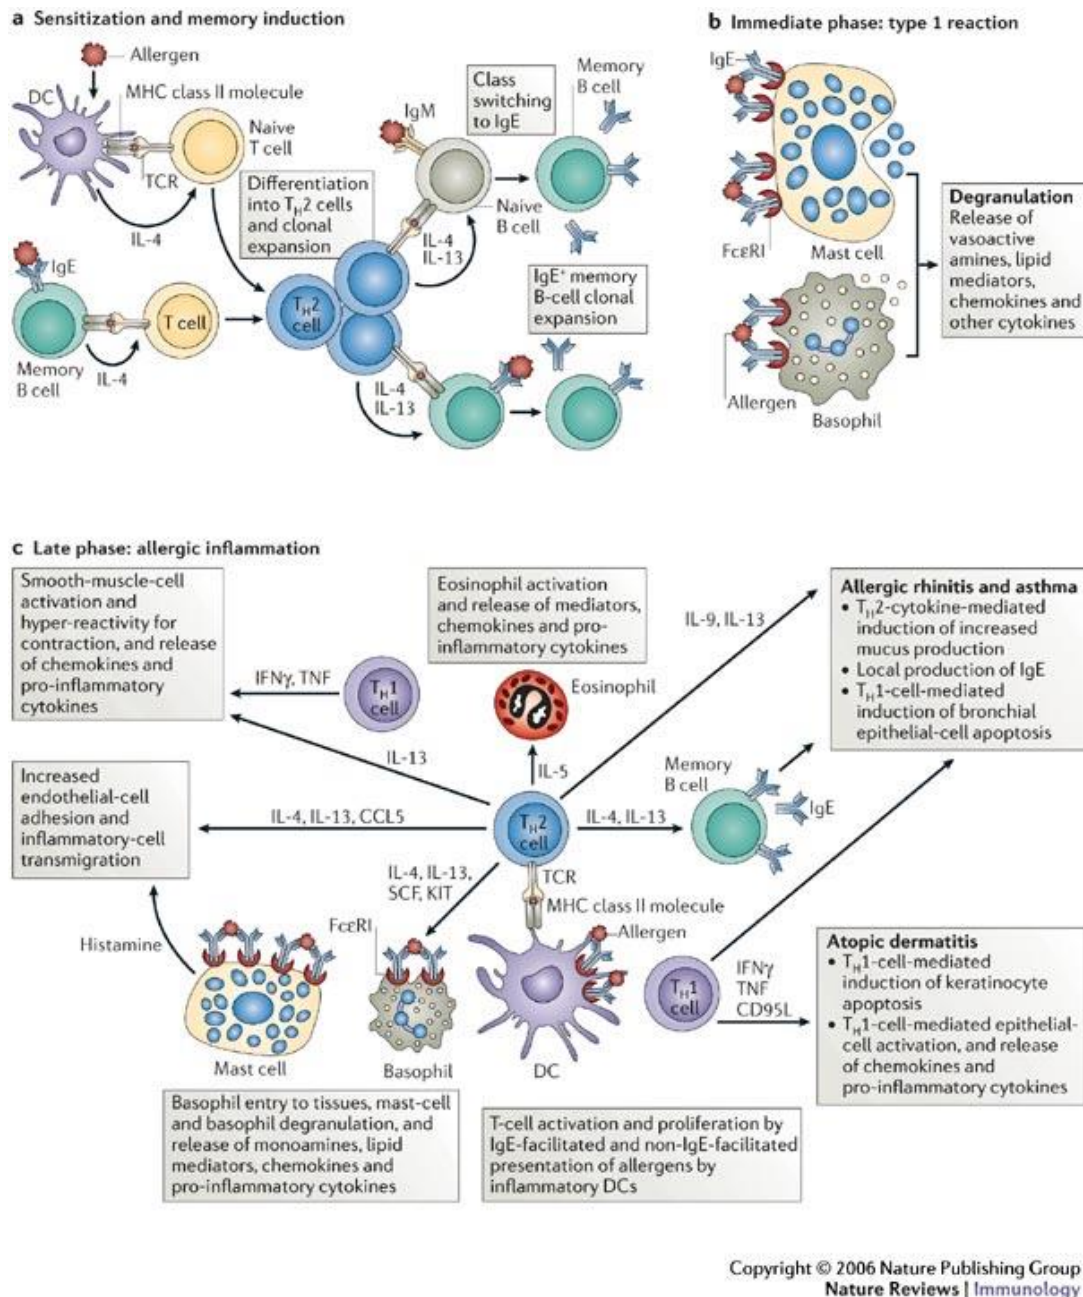 a Sensitization and memory induction
Allergen
DC
MHC class II molecule
Naive
T cell
TCR
IL-4
Differentiation
into TH2 cells
and clonal
expansion
IgM
Class
switching
to IgE
Memory
B cell
Naive
B cell
IL-4
IL-13
IgE
Memory
B cell
IL-4
T cell
TH2
cell
IgE+ memory
B-cell clonal
expansion
IL-4
IL-13
b Immediate phase: type 1 reaction
IgE
FcεRI
Mast cell
Degranulation
Release of
vasoactive
amines, lipid
mediators,
chemokines and
other cytokines
Allergen
Basophil
c Late phase: allergic inflammation
Smooth-muscle-cell
activation and
hyper-reactivity for
contraction, and release
of chemokines and
pro-inflammatory
cytokines
IFNγ, TNF
TH1
cell
Eosinophil activation
and release of mediators,
chemokines and pro-
inflammatory cytokines
Eosinophil
IL-9, IL-13
Allergic rhinitis and asthma
• TH2-cytokine-mediated
induction of increased
mucus production
• Local production of IgE
• TH1-cell-mediated
induction of bronchial
epithelial-cell apoptosis
IL-13
IL-5
Increased
endothelial-cell
adhesion and
inflammatory-cell
transmigration
IL-4, IL-13, CCL5
TH2
cell
IL-4, IL-13
Memory
B cell
IgE
IL-4, IL-13,
SCF, KIT
TCR
MHC class II molecule
Histamine
FcεRI
Allergen
Mast cell
Basophil
DC
TH1
cell
IFNγ
TNF
CD95L
Atopic dermatitis
• TH1-cell-mediated
induction of keratinocyte
apoptosis
• TH1-cell-mediated epithelial-
cell activation, and release
of chemokines and
pro-inflammatory cytokines
Basophil entry to tissues, mast-cell
and basophil degranulation, and
release of monoamines, lipid
mediators, chemokines and
pro-inflammatory cytokines
T-cell activation and proliferation by
IgE-facilitated and non-IgE-facilitated
presentation of allergens by
inflammatory DCs
Copyright © 2006 Nature Publishing Group
Nature Reviews | Immunology